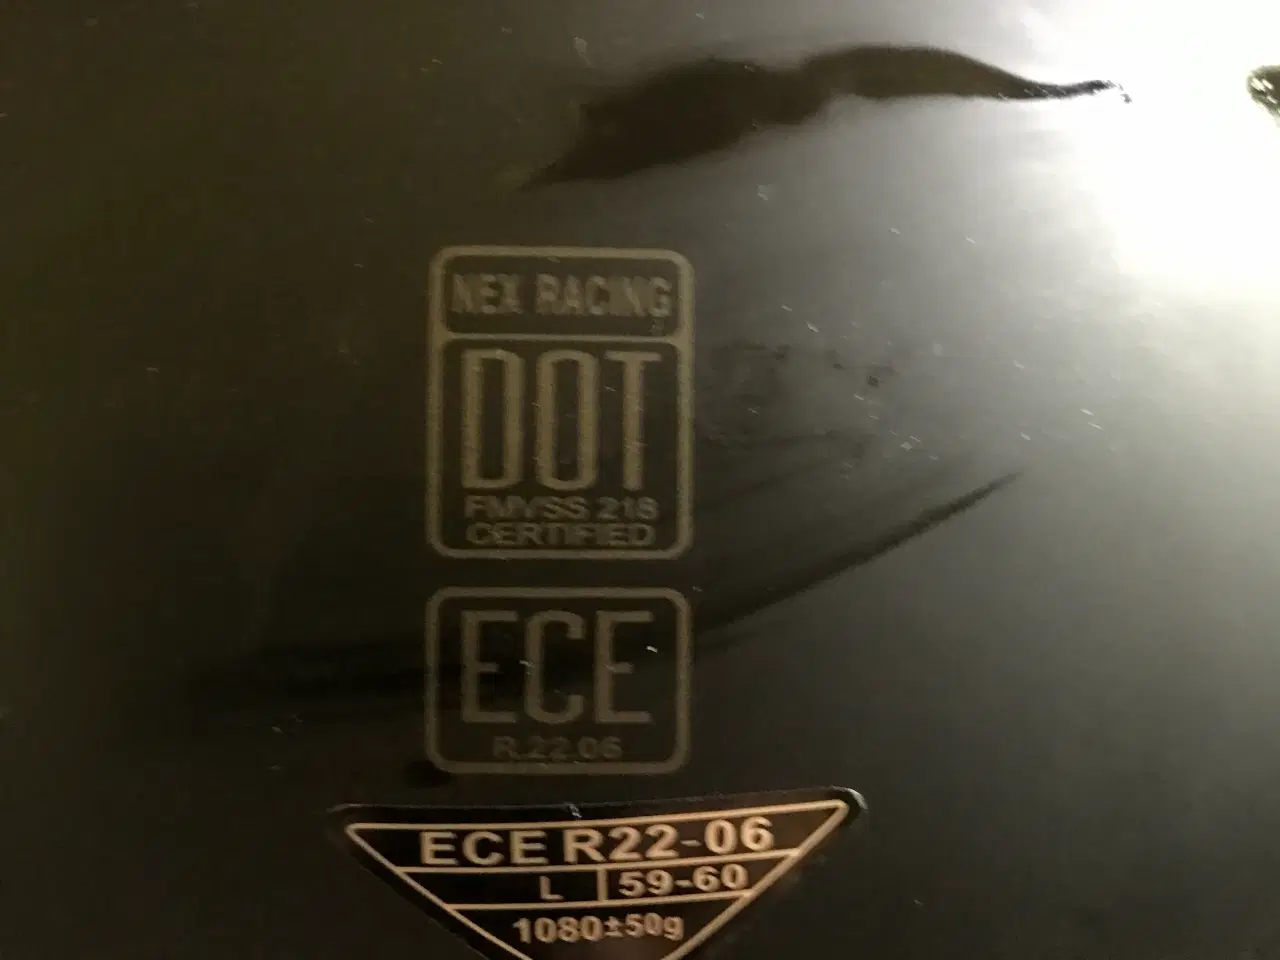 NEX RACING
DOT
FMVSS 218
CERTIFIED
ECE
R.22.06
ECE R22-06
L 59-60
1080±50g